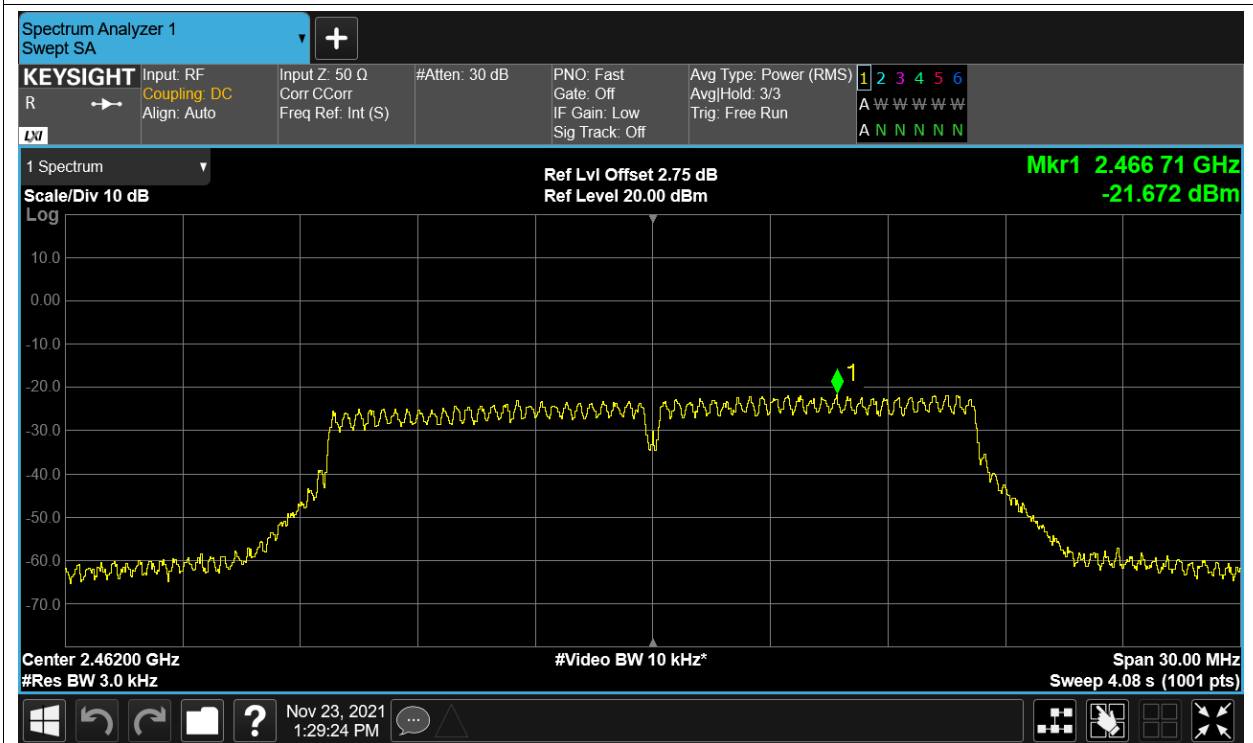 Spectrum Analyzer 1
Swept SA
KEYSIGHT
R
LXI
Input: RF
Coupling: DC
Align: Auto
Input Z: 50 Ω
Corr CCorr
Freq Ref: Int (S)
#Atten: 30 dB
PNO: Fast
Gate: Off
IF Gain: Low
Sig Track: Off
Avg Type: Power (RMS)
Avg|Hold: 3/3
Trig: Free Run
1 2 3 4 5 6
A W W W W W
A N N N N N
1 Spectrum
Scale/Div 10 dB
Log
Ref Lvl Offset 2.75 dB
Ref Level 20.00 dBm
Mkr1 2.466 71 GHz
-21.672 dBm
10.0
0.00
-10.0
-20.0
-30.0
-40.0
-50.0
-60.0
-70.0
1
Center 2.46200 GHz
#Res BW 3.0 kHz
#Video BW 10 kHz*
Span 30.00 MHz
Sweep 4.08 s (1001 pts)
?
Nov 23, 2021
1:29:24 PM